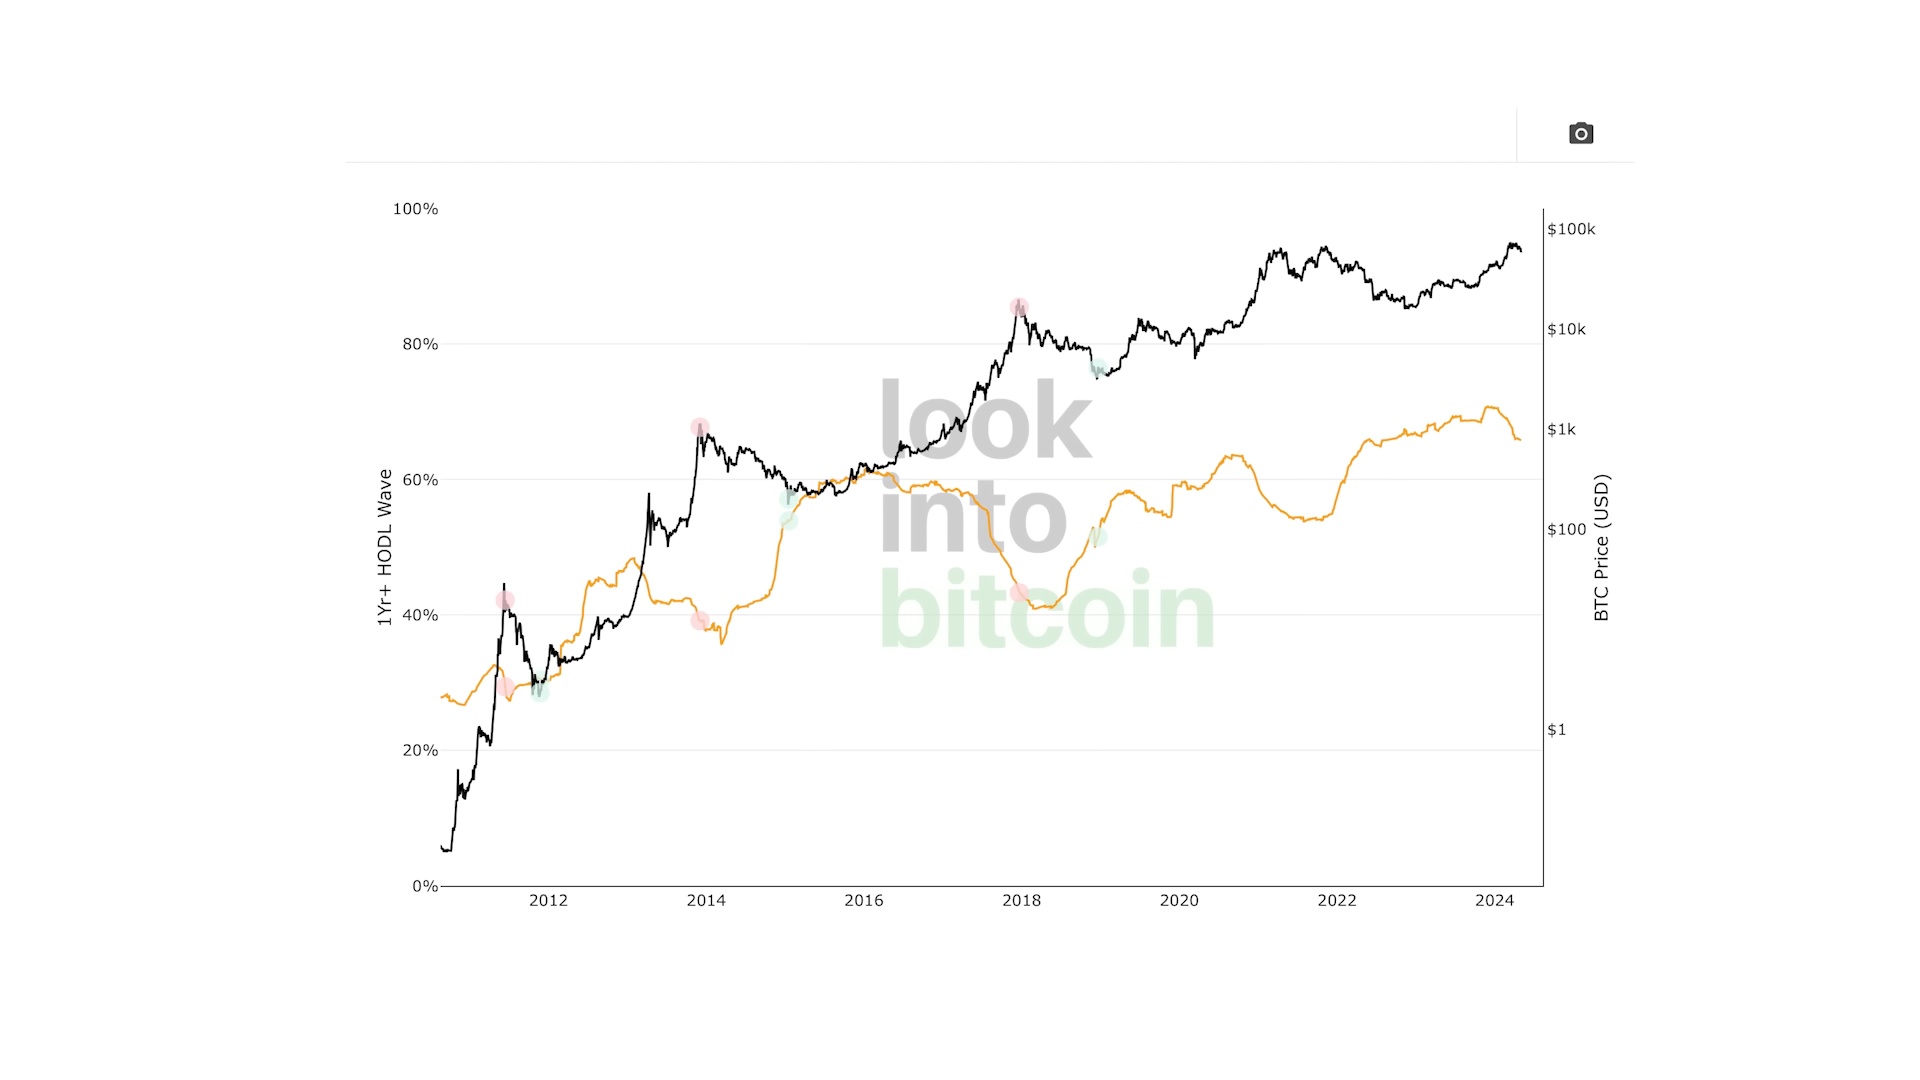 100%
80%
60%
40%
20%
0%
1Yr+ HODL Wave
look
into
bitcoin
$100k
$10k
$1k
$100
$1
BTC Price (USD)
2012 2014 2016 2018 2020 2022 2024